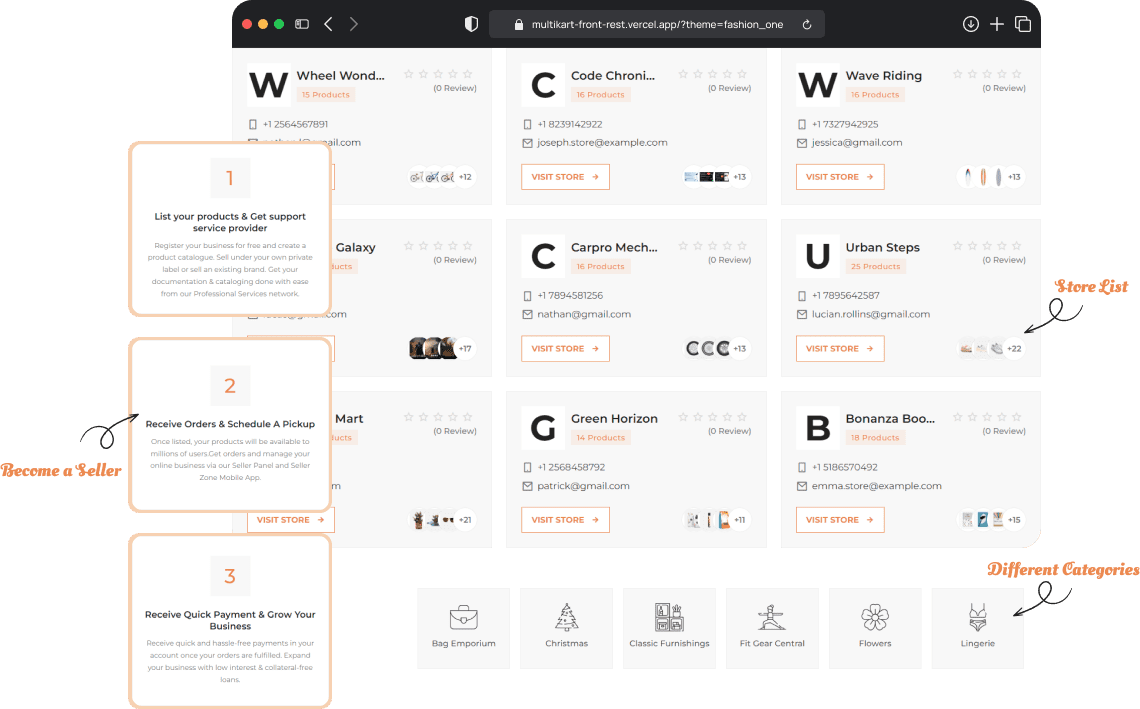 multikart-front-rest.vercel.app/?theme=fashion_one
W
Wheel Wond...
15 Products
(0 Review)
+1 2564567891
@gmail.com
C
Code Chroni...
16 Products
(0 Review)
+1 8239142922
joseph.store@example.com
VISIT STORE
+13
W
Wave Riding
16 Products
(0 Review)
+1 7327942925
jessica@gmail.com
VISIT STORE
+13
+12
1
List your products & Get support
service provider
Register your business for free and create a
product catalogue. Sell under your own private
label or sell an existing brand. Get your
documentation & cataloging done with ease
from our Professional Services network.
Galaxy
(0 Review)
+17
C
Carpro Mech...
16 Products
(0 Review)
+1 7894581256
nathan@gmail.com
VISIT STORE
+13
U
Urban Steps
25 Products
(0 Review)
+1 7895642587
lucian.rollins@gmail.com
VISIT STORE
+22
Store List
2
Receive Orders & Schedule A Pickup
Once listed, your products will be available to
millions of users.Get orders and manage your
online business via our Seller Panel and Seller
Zone Mobile App.
Become a Seller
Mart
(0 Review)
VISIT STORE
+21
G
Green Horizon
14 Products
(0 Review)
+1 2568458792
patrick@gmail.com
VISIT STORE
+11
B
Bonanza Boo...
18 Products
(0 Review)
+1 5186570492
emma.store@example.com
VISIT STORE
+15
3
Receive Quick Payment & Grow Your
Business
Receive quick and hassle-free payments in your
account once your orders are fulfilled. Expand
your business with low interest & collateral-free
loans.
Different Categories
Bag Emporium
Christmas
Classic Furnishings
Fit Gear Central
Flowers
Lingerie